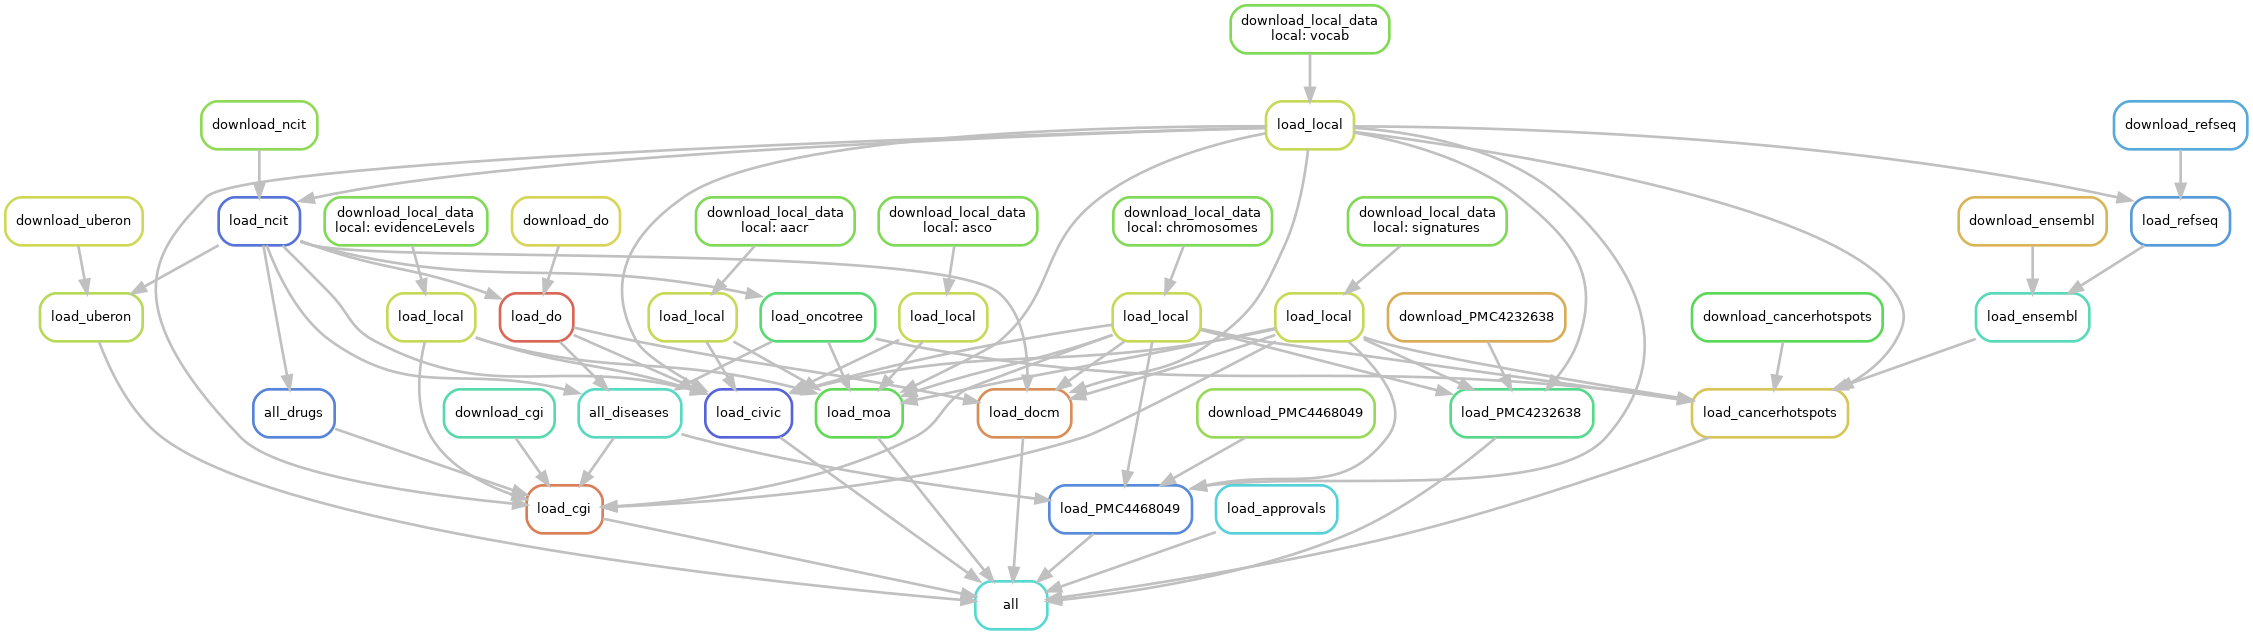 download_local_data
local: vocab
download_ncit
load_local
download_refseq
download_uberon
load_ncit
download_local_data
local: evidenceLevels
download_do
download_local_data
local: aacr
download_local_data
local: asco
download_local_data
local: chromosomes
download_local_data
local: signatures
download_ensembl
load_refseq
load_uberon
load_local
load_do
load_local
load_oncotree
load_local
load_local
load_local
download_PMC4232638
download_cancerhotspots
load_ensembl
all_drugs
download_cgi
all_diseases
load_civic
load_moa
load_docm
download_PMC4468049
load_PMC4232638
load_cancerhotspots
load_cgi
load_PMC4468049
load_approvals
all